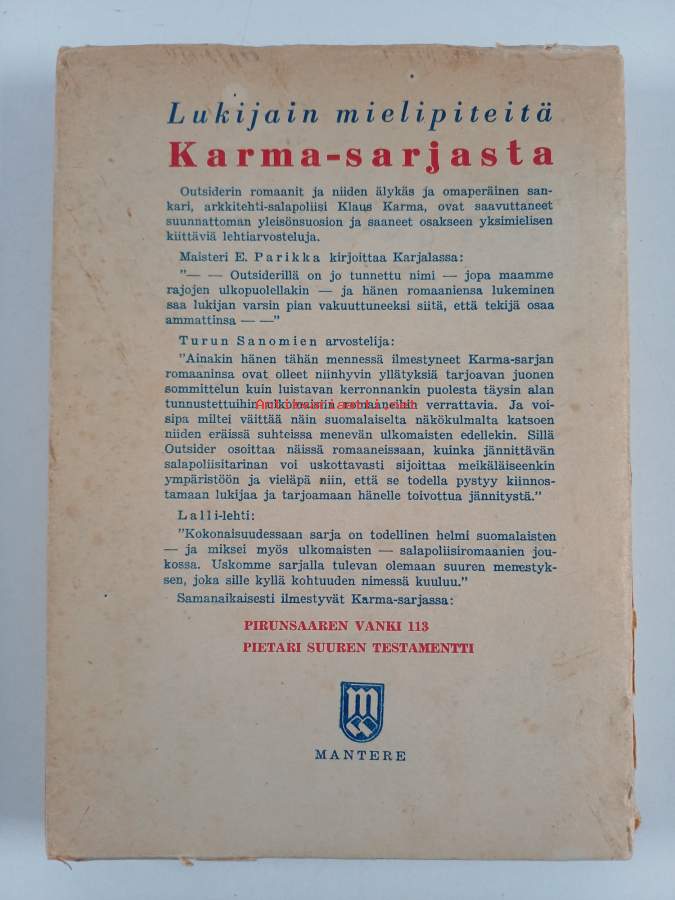 Lukijain mielipiteitä
Karma-sarjasta
Outsiderin romaanit ja niiden älykäs ja omaperäinen san-
kari, arkkitehti-salapoliisi Klaus Karma, ovat saavuttaneet
suunnattoman yleisönsuosion ja saaneet osakseen yksimielisen
kiittäviä lehtiarvosteluja.
Maisteri E. Parikka kirjoittaa Karjalassa:
"— — Outsiderillä on jo tunnettu nimi — jopa maamme
rajojen ulkopuolellakin — ja hänen romaaniensa lukeminen
saa lukijan varsin pian vakuuttuneeksi siitä, että tekijä osaa
ammattinsa — —"
Turun Sanomien arvostelija:
"Ainakin hänen tähän mennessä ilmestyneet Karma-sarjan
romaaninsa ovat olleet niinhyvin yllätyksiä tarjoavan juonen
sommittelun kuin luistavan kerronnankin puolesta täysin alan
tunnustettuihin ulkomaisiin romaaneihin verrattavia. Ja voi-
Antikvariaatti.net
sipa miltei väittää näin suomalaiselta näkökulmalta katsoen
niiden eräissä suhteissa menevän ulkomaisten edellekin. Sillä
Outsider osoittaa näissä romaaneissaan, kuinka jännittävän
salapoliisitarinan voi uskottavasti sijoittaa meikäläiseenkin
ympäristöön ja vieläpä niin, että se todella pystyy kiinnos-
tamaan lukijaa ja tarjoamaan hänelle toivottua jännitystä."
Lalli-lehti:
"Kokonaisuudessaan sarja on todellinen helmi suomalaisten
— ja miksei myös ulkomaisten — salapoliisiromaanien jou-
kossa. Uskomme sarjalla tulevan olemaan suuren menestyk-
sen, joka sille kyllä kohtuuden nimessä kuuluu."
Samanaikaisesti ilmestyvät Karma-sarjassa:
PIRUNSAAREN VANKI 113
PIETARI SUUREN TESTAMENTTI
MANTERE